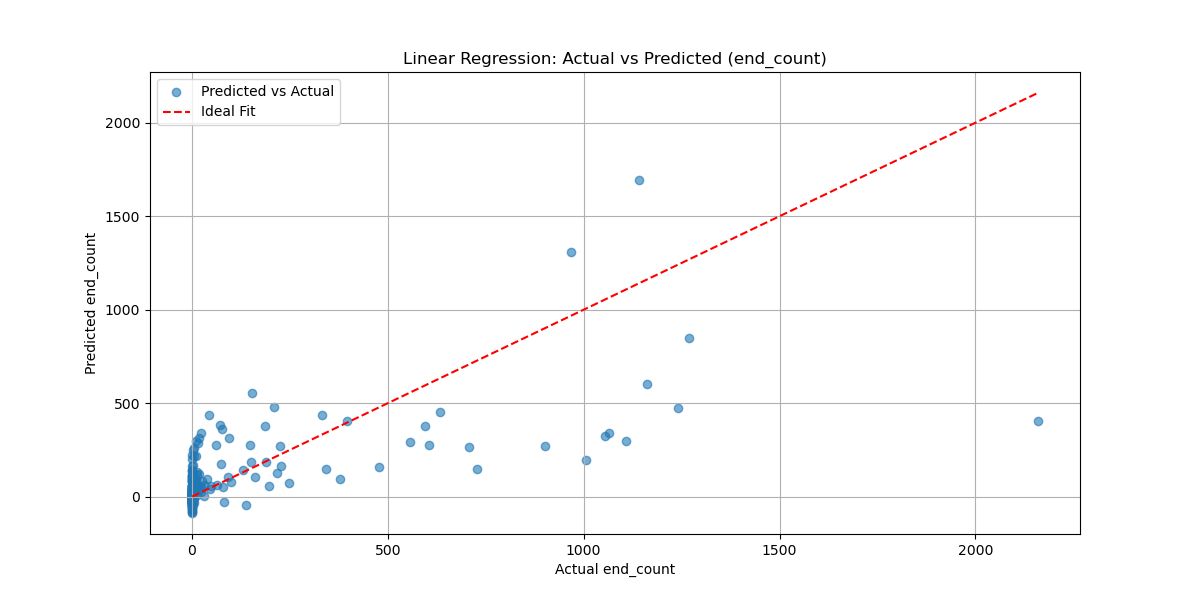 Linear Regression: Actual vs Predicted (end_count)
Predicted vs Actual
Ideal Fit
Predicted end_count
2000
1500
1000
500
0
0 500 1000 1500 2000
Actual end_count